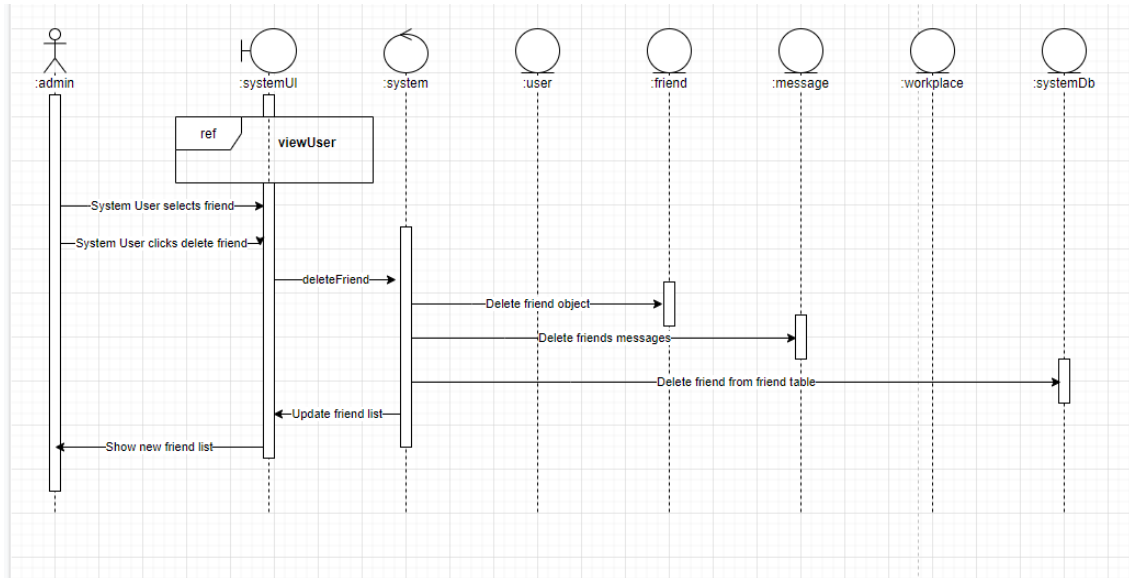 :admin
:systemUI
:system
:user
:friend
:message
:workplace
:systemDb
ref
viewUser
System User selects friend
System User clicks delete friend
deleteFriend
Delete friend object
Delete friends messages
Delete friend from friend table
Update friend list
Show new friend list